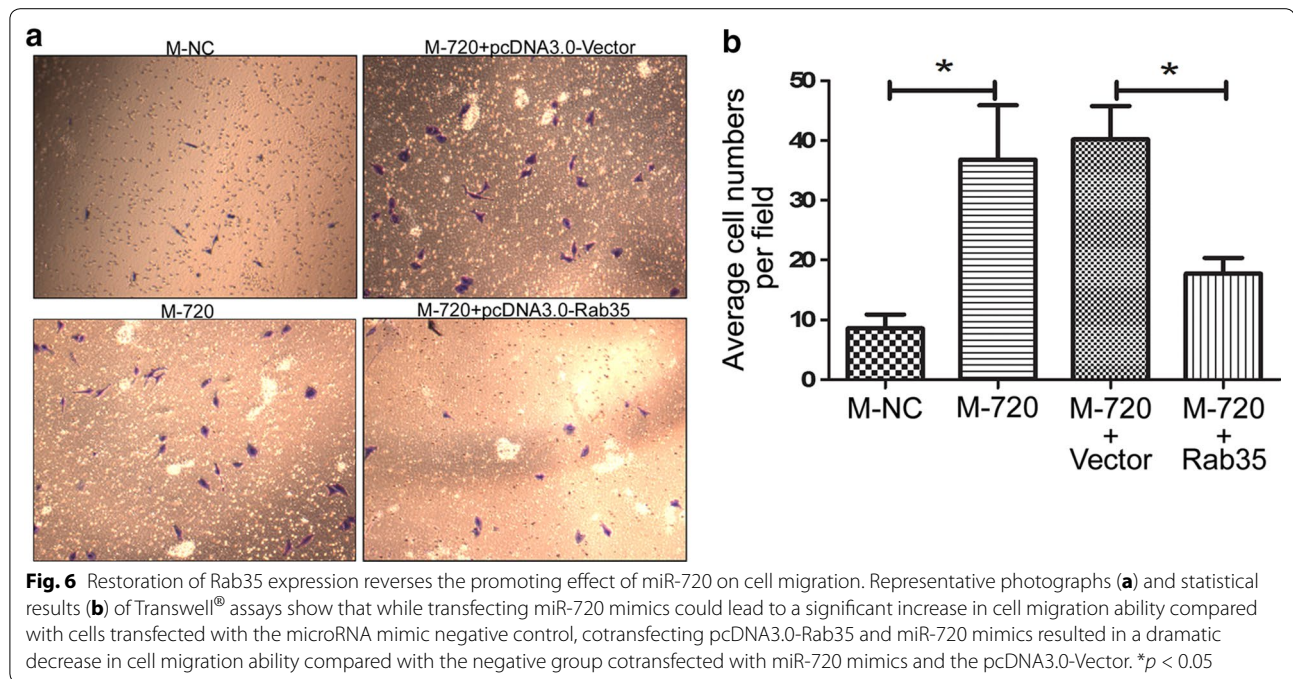 a
M-NC
M-720+pcDNA3.0-Vector
M-720
M-720+pcDNA3.0-Rab35
b
Average cell numbers
per field
50
40
30
20
10
0
*
*
M-NC
M-720
M-720
+
Vector
M-720
+
Rab35
Fig. 6 Restoration of Rab35 expression reverses the promoting effect of miR-720 on cell migration. Representative photographs (a) and statistical
results (b) of Transwell® assays show that while transfecting miR-720 mimics could lead to a significant increase in cell migration ability compared
with cells transfected with the microRNA mimic negative control, cotransfecting pcDNA3.0-Rab35 and miR-720 mimics resulted in a dramatic
decrease in cell migration ability compared with the negative group cotransfected with miR-720 mimics and the pcDNA3.0-Vector. *p < 0.05